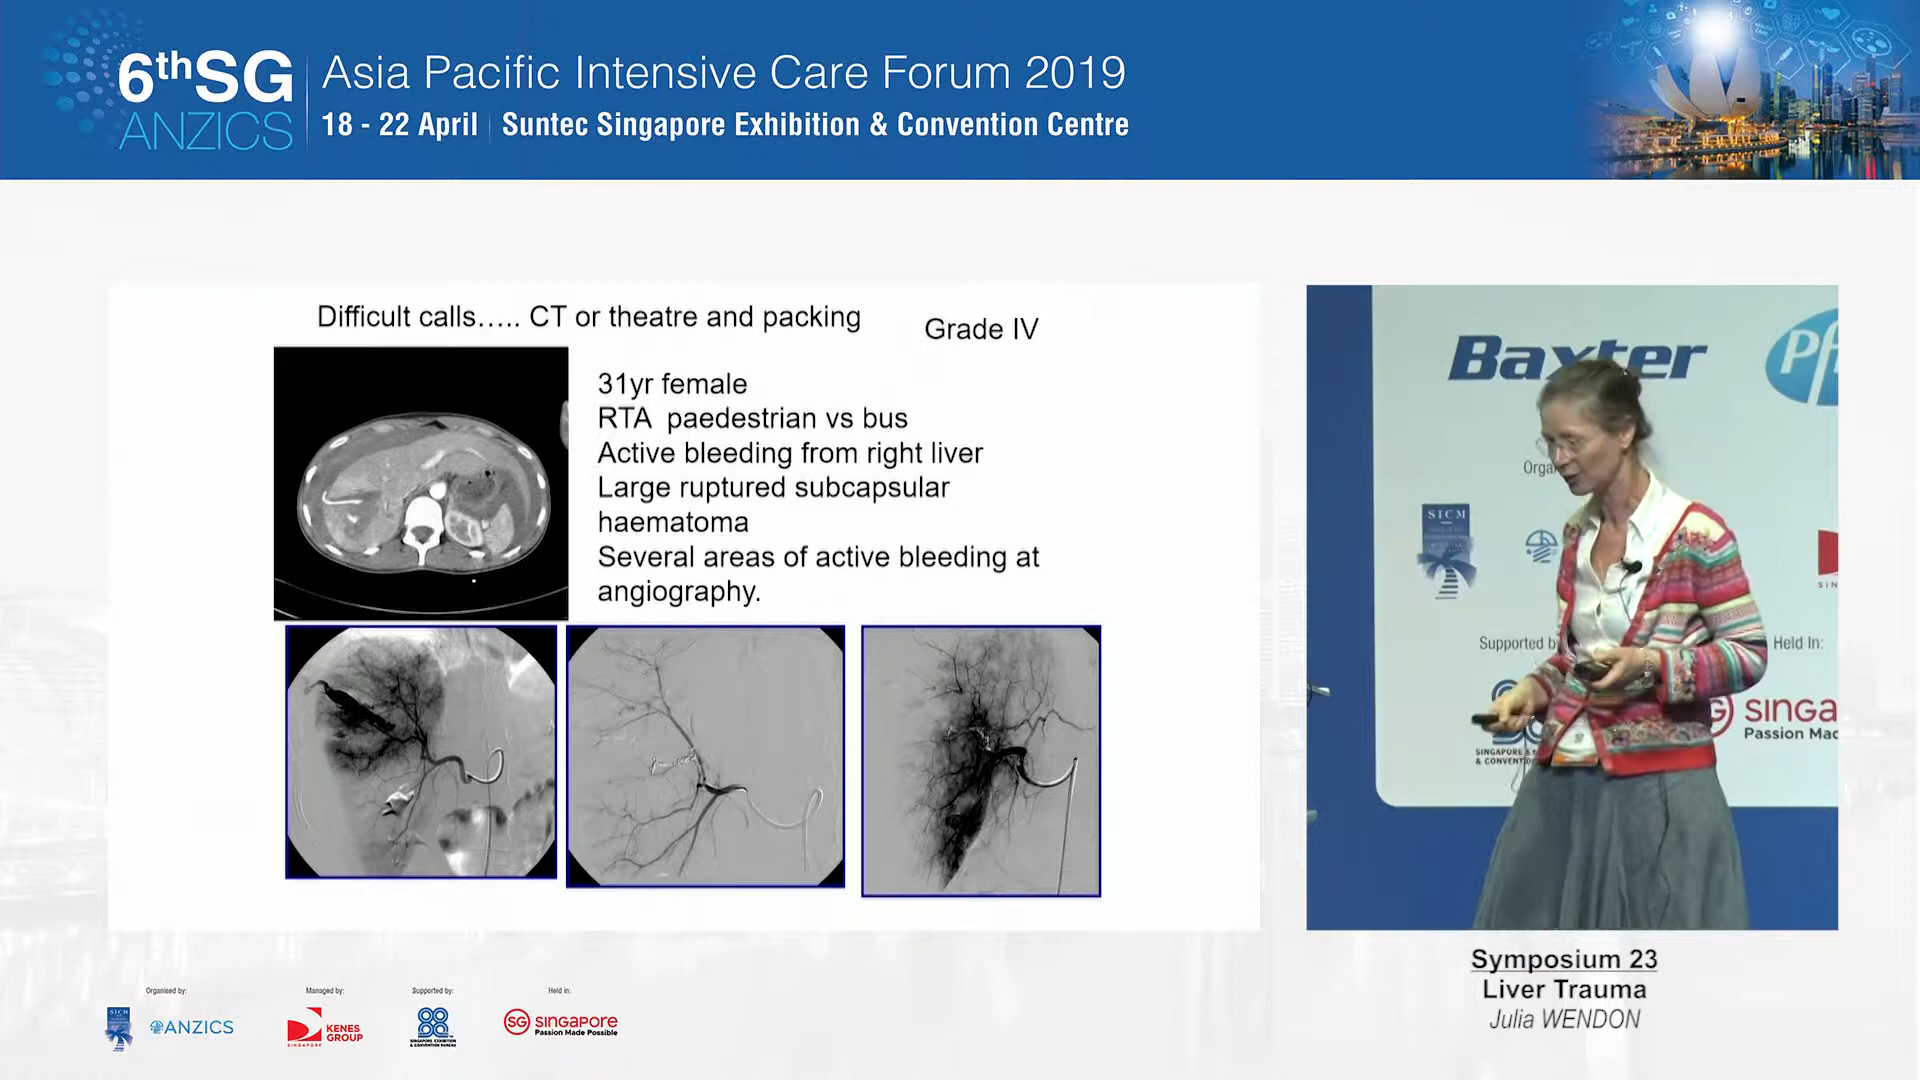 6thSG
ANZICS
Asia Pacific Intensive Care Forum 2019
18 - 22 April | Suntec Singapore Exhibition & Convention Centre
Difficult calls..... CT or theatre and packing
Grade IV
31yr female
RTA paedestrian vs bus
Active bleeding from right liver
Large ruptured subcapsular
haematoma
Several areas of active bleeding at
angiography.
Baxter
Pf
Orga
SICM
Supported b
Held In:
SINGA
Passion Mad
SINGAPORE E
& CONVENTIO
Symposium 23
Liver Trauma
Julia WENDON
Organised by:
Managed by:
Supported by:
Held in:
SICM
ANZICS
KENES
GROUP
SINGAPORE
SINGAPORE EXHIBITION
& CONVENTION BUREAU
SG
SINGAPORE
Passion Made Possible